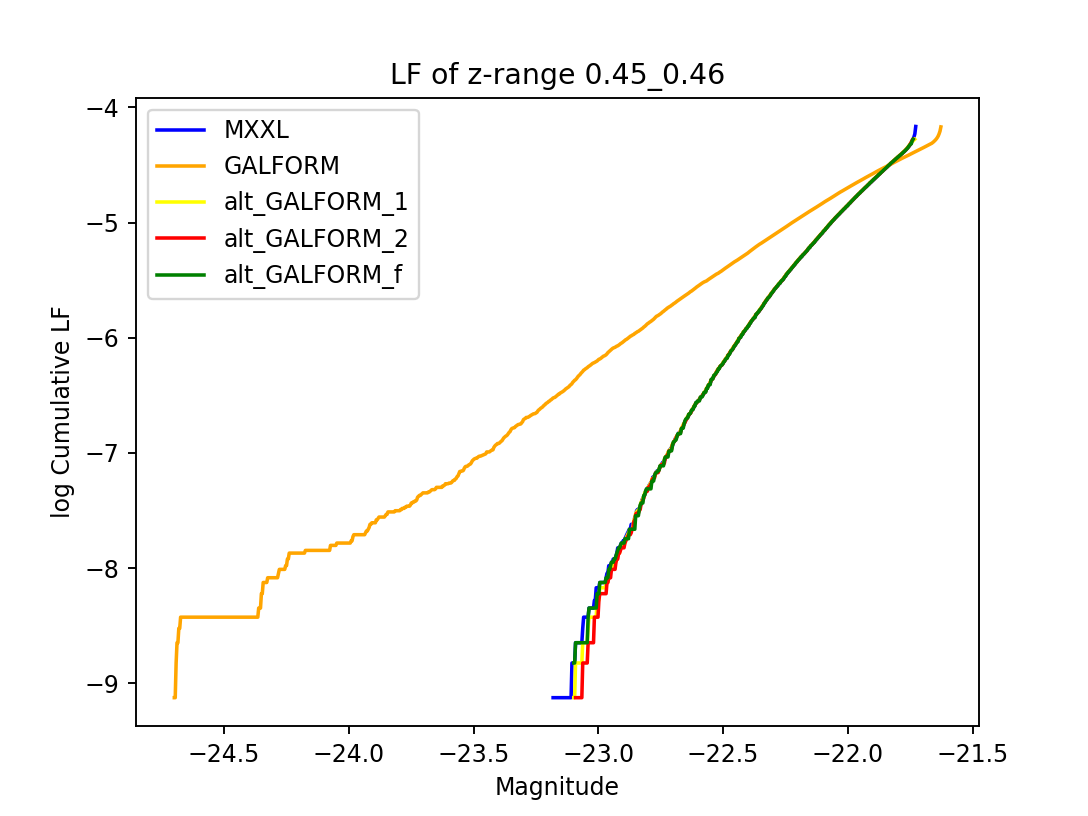 LF of z-range 0.45_0.46
MXXL
GALFORM
alt_GALFORM_1
alt_GALFORM_2
alt_GALFORM_f
log Cumulative LF
−4
−5
−6
−7
−8
−9
−24.5 −24.0 −23.5 −23.0 −22.5 −22.0 −21.5
Magnitude